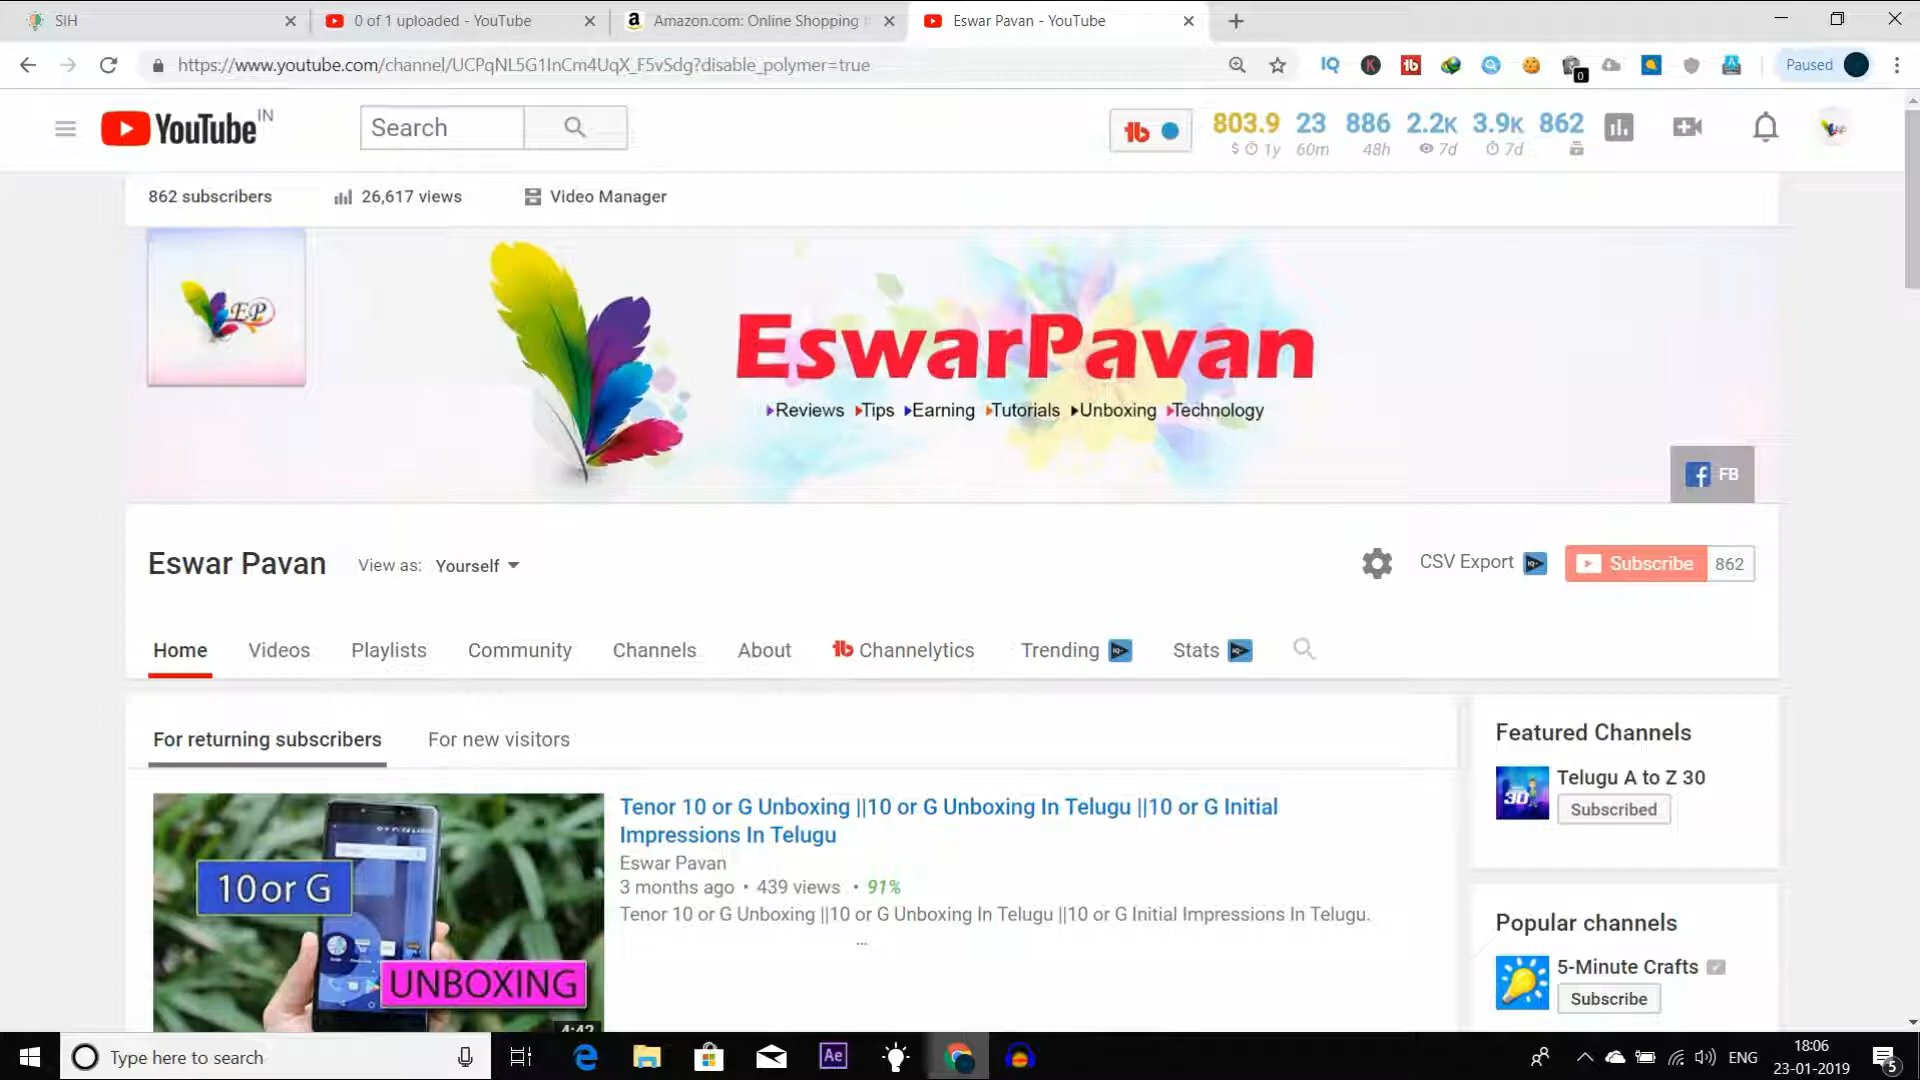 SIH
0 of 1 uploaded - YouTube
Amazon.com: Online Shopping
Eswar Pavan - YouTube
https://www.youtube.com/channel/UCPqNL5G1InCm4UqX_F5vSdg?disable_polymer=true
IQ
0
Paused
YouTube IN
Search
803.9 23 886 2.2K 3.9K 862
$ 1y 60m 48h 7d 7d
862 subscribers
26,617 views
Video Manager
EP
EswarPavan
Reviews Tips Earning Tutorials Unboxing Technology
FB
Eswar Pavan
View as: Yourself
CSV Export
Subscribe 862
Home Videos Playlists Community Channels About Channelytics Trending Stats
For returning subscribers For new visitors
10or G
UNBOXING
4:42
Tenor 10 or G Unboxing ||10 or G Unboxing In Telugu ||10 or G Initial
Impressions In Telugu
Eswar Pavan
3 months ago • 439 views • 91%
Tenor 10 or G Unboxing ||10 or G Unboxing In Telugu ||10 or G Initial Impressions In Telugu.
...
Featured Channels
30
Telugu A to Z 30
Subscribed
Popular channels
5-Minute Crafts
Subscribe
Type here to search
Ae
ENG
18:06
23-01-2019
5